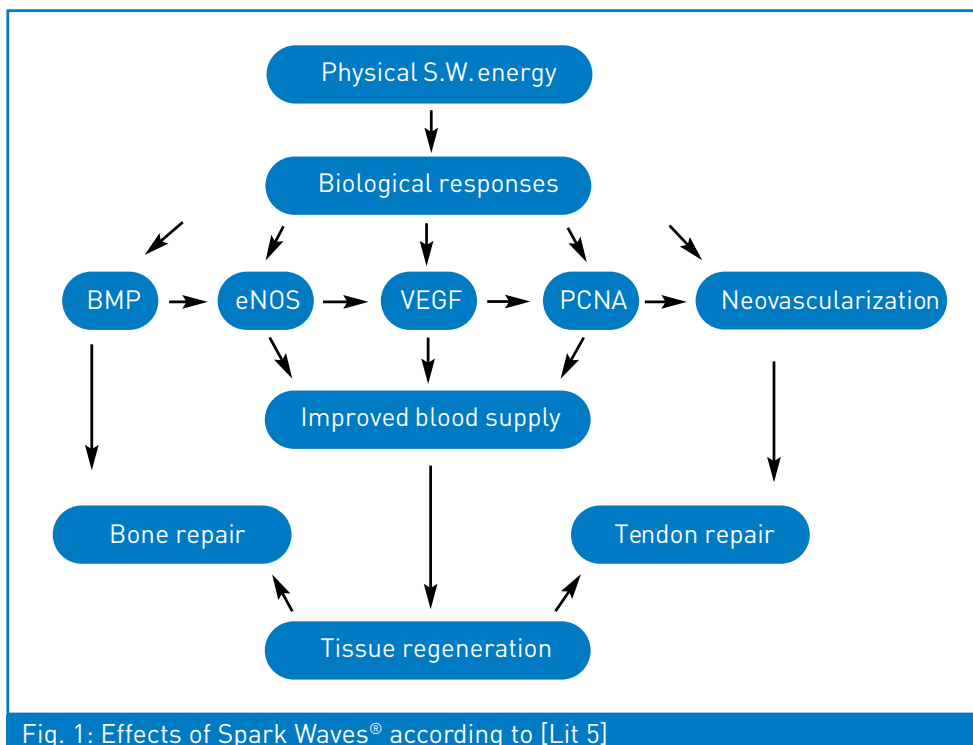 Physical S.W. energy
Biological responses
BMP
eNOS
VEGF
PCNA
Neovascularization
Improved blood supply
Bone repair
Tendon repair
Tissue regeneration
Fig. 1: Effects of Spark Waves® according to [Lit 5]